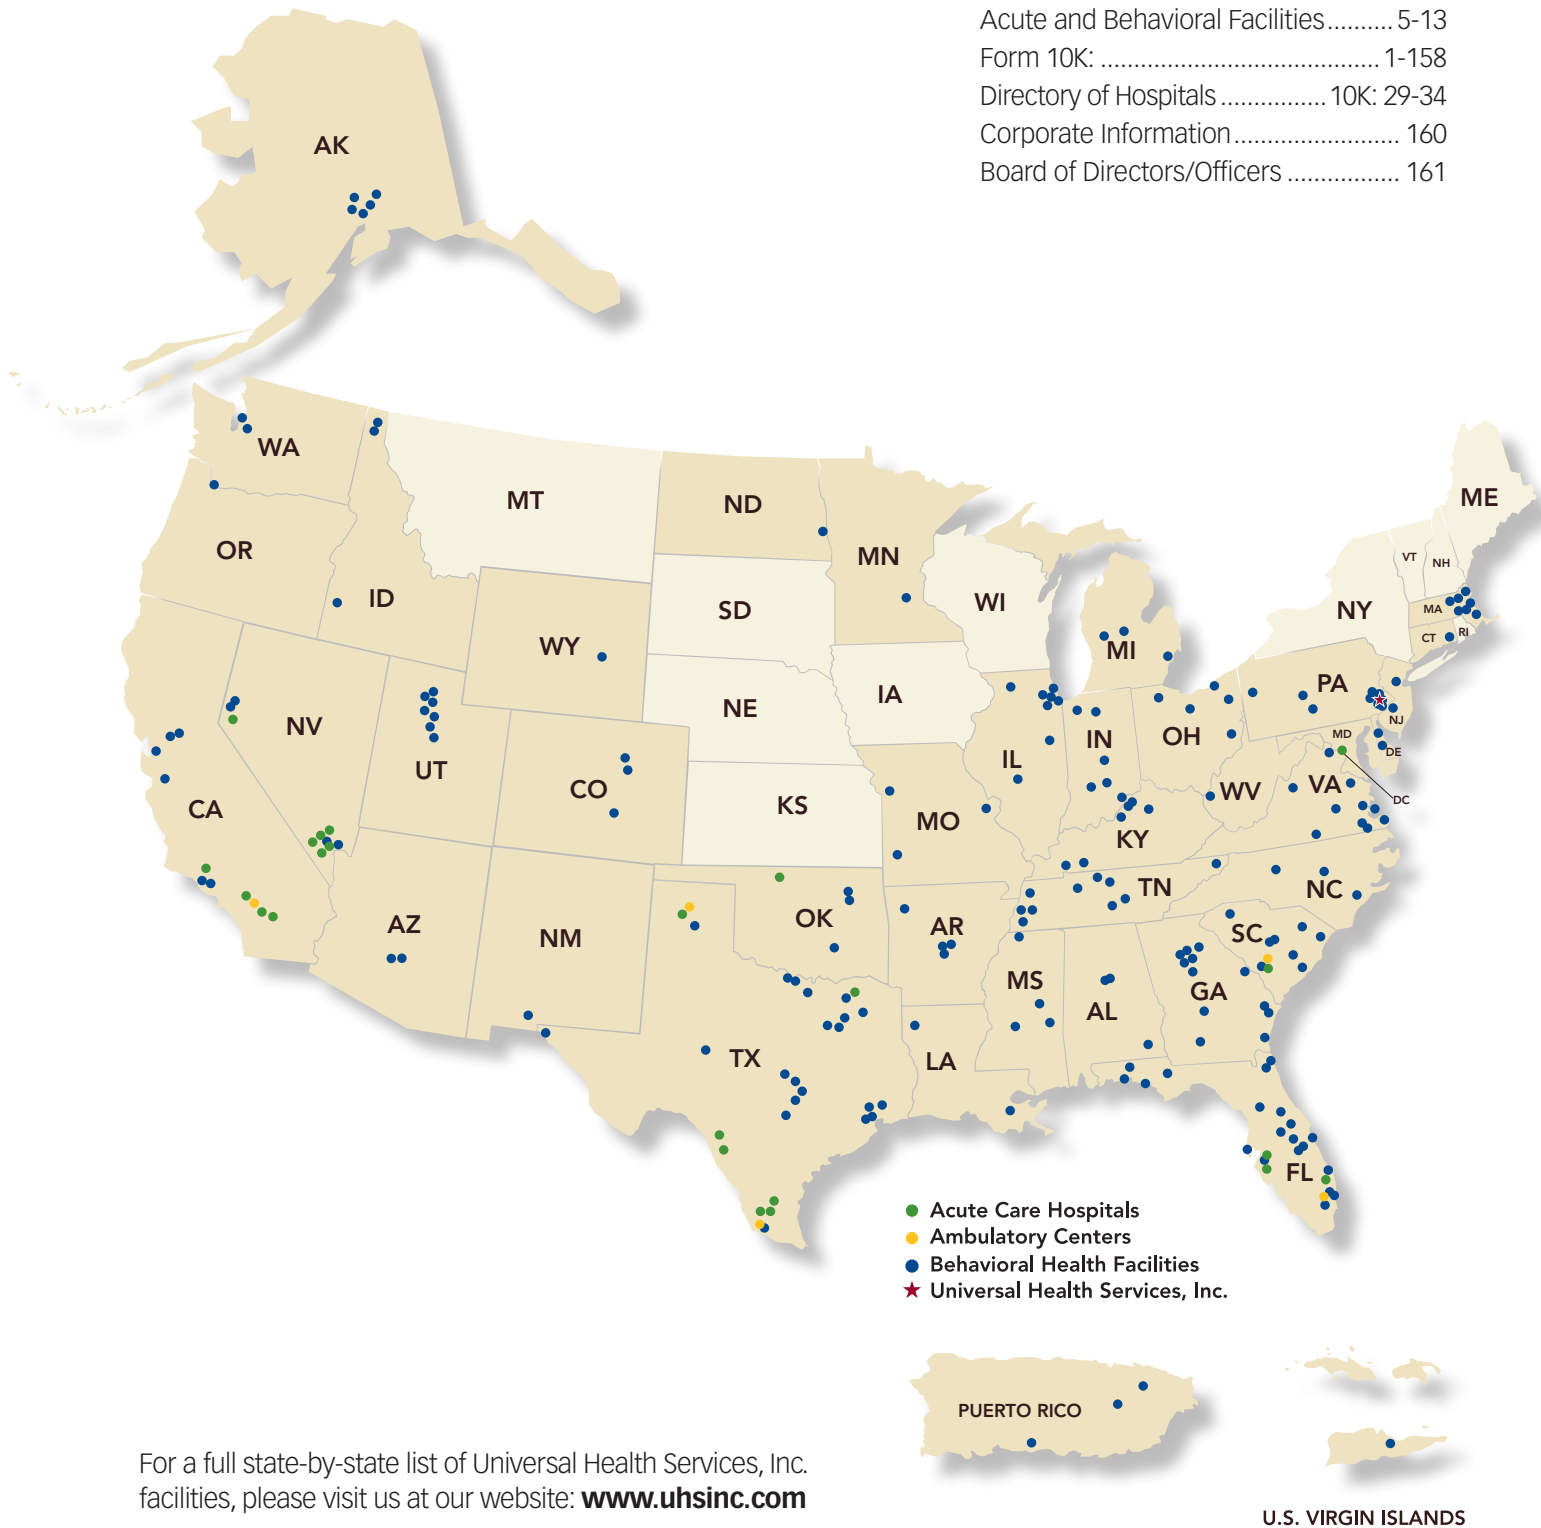 Acute and Behavioral Facilities.......... 5-13
Form 10K: .......................................... 1-158
Directory of Hospitals ................ 10K: 29-34
Corporate Information......................... 160
Board of Directors/Officers ................. 161
AK
WA
MT
ND
MN
ME
OR
ID
SD
WI
VT
NH
NY
MA
CT
RI
WY
MI
IA
NE
PA
NJ
NV
UT
CO
IL
IN
OH
MD
DE
CA
KS
MO
WV
VA
DC
KY
AZ
NM
OK
AR
TN
NC
SC
MS
AL
GA
TX
LA
FL
Acute Care Hospitals
Ambulatory Centers
Behavioral Health Facilities
Universal Health Services, Inc.
PUERTO RICO
For a full state-by-state list of Universal Health Services, Inc.
facilities, please visit us at our website: www.uhsinc.com
U.S. VIRGIN ISLANDS